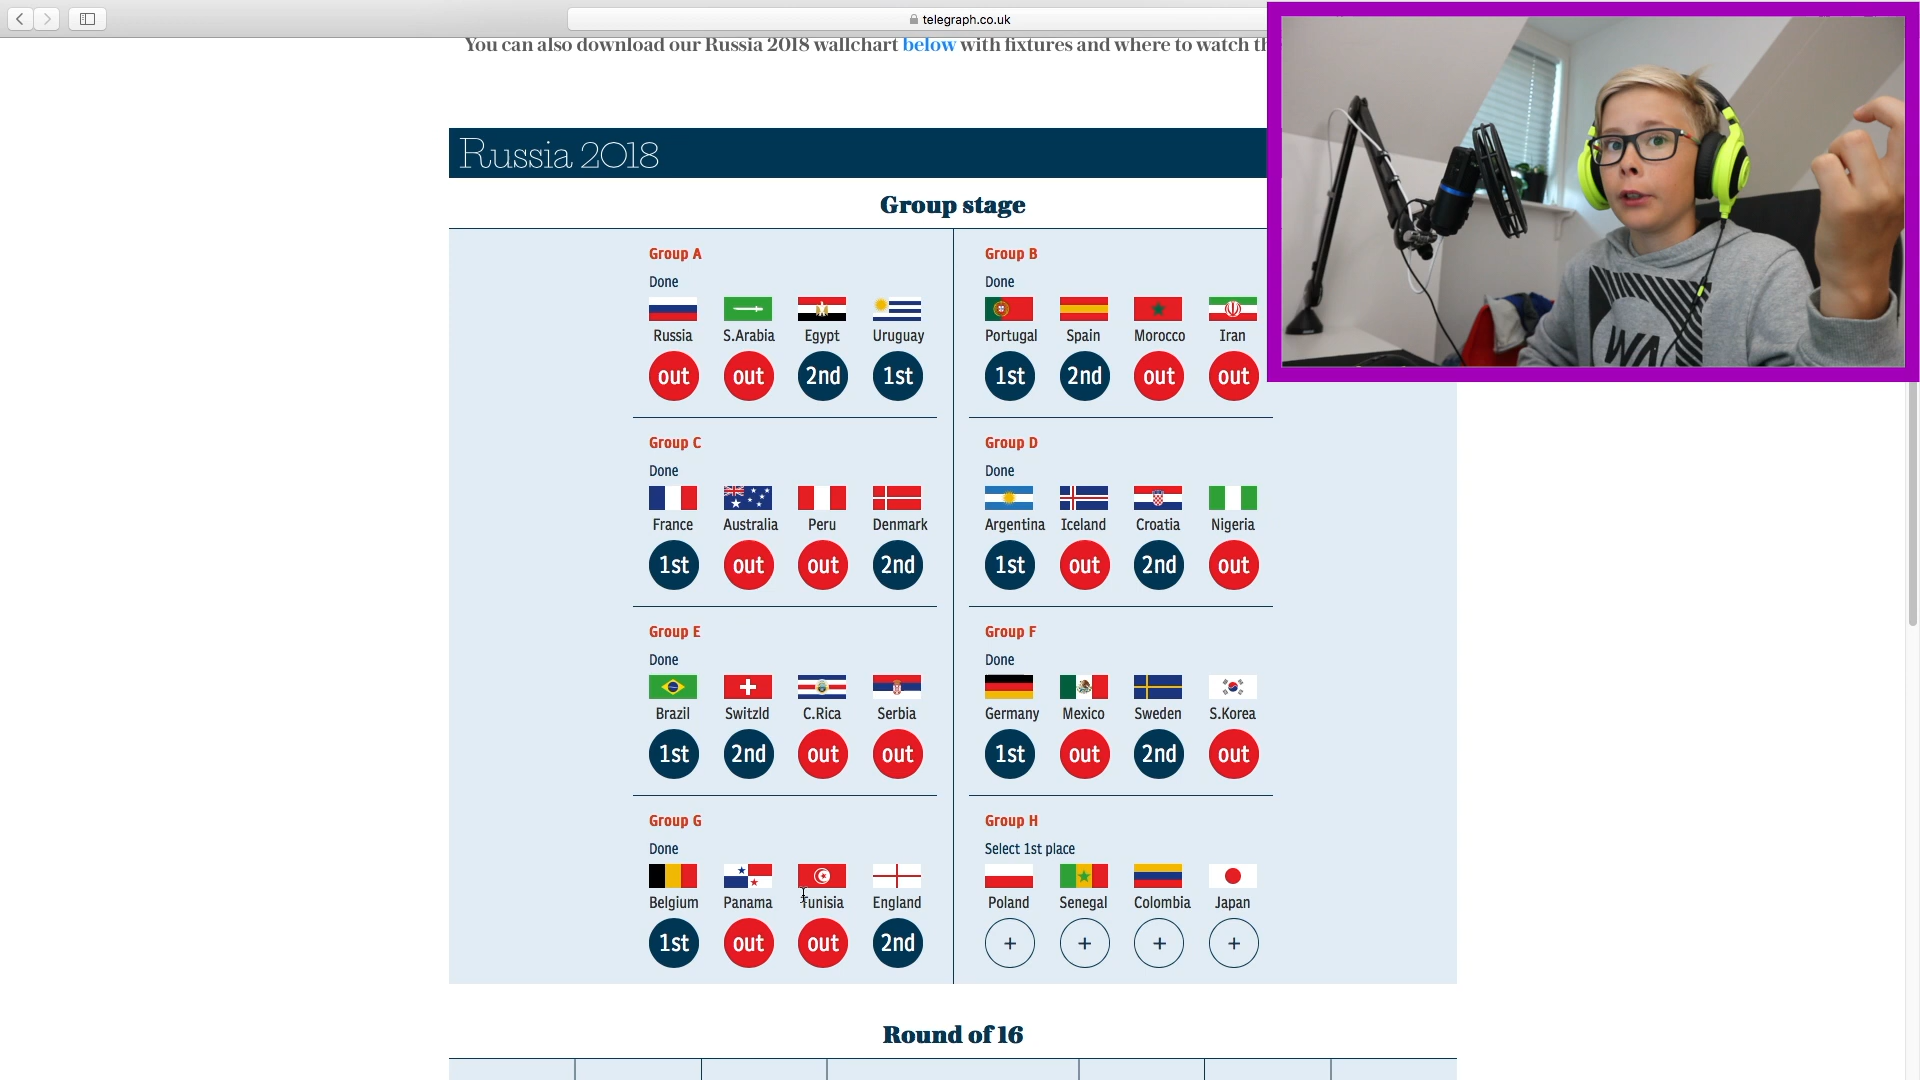 telegraph.co.uk
You can also download our Russia 2018 wallchart below with fixtures and where to watch
Russia 2018
Group stage
Group A
Done
Russia S.Arabia Egypt Uruguay
out out 2nd 1st
Group B
Done
Portugal Spain Morocco Iran
1st 2nd out out
Group C
Done
France Australia Peru Denmark
1st out out 2nd
Group D
Done
Argentina Iceland Croatia Nigeria
1st out 2nd out
Group E
Done
Brazil Switzld C.Rica Serbia
1st 2nd out out
Group F
Done
Germany Mexico Sweden S.Korea
1st out 2nd out
Group G
Done
Belgium Panama Tunisia England
1st out out 2nd
Group H
Select 1st place
Poland Senegal Colombia Japan
+ + + +
Round of 16